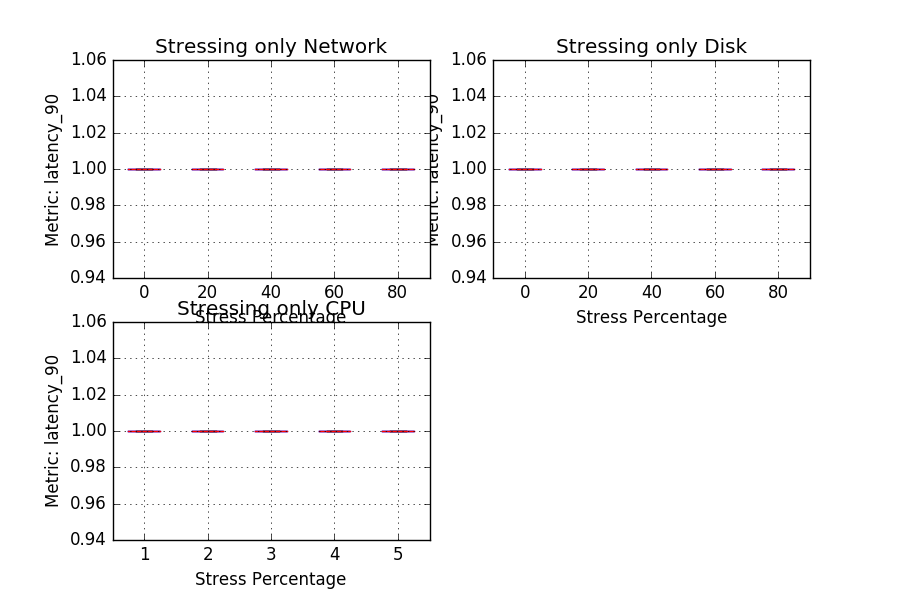 Stressing only Network
Stressing only Disk
1.06
1.04
1.02
1.00
0.98
0.96
0.94
Metric: latency_90
0 20 40 60 80
Stress Percentage
1.06
1.04
1.02
1.00
0.98
0.96
0.94
Metric: latency_90
0 20 40 60 80
Stress Percentage
Stressing only CPU
1.06
1.04
1.02
1.00
0.98
0.96
0.94
Metric: latency_90
1 2 3 4 5
Stress Percentage